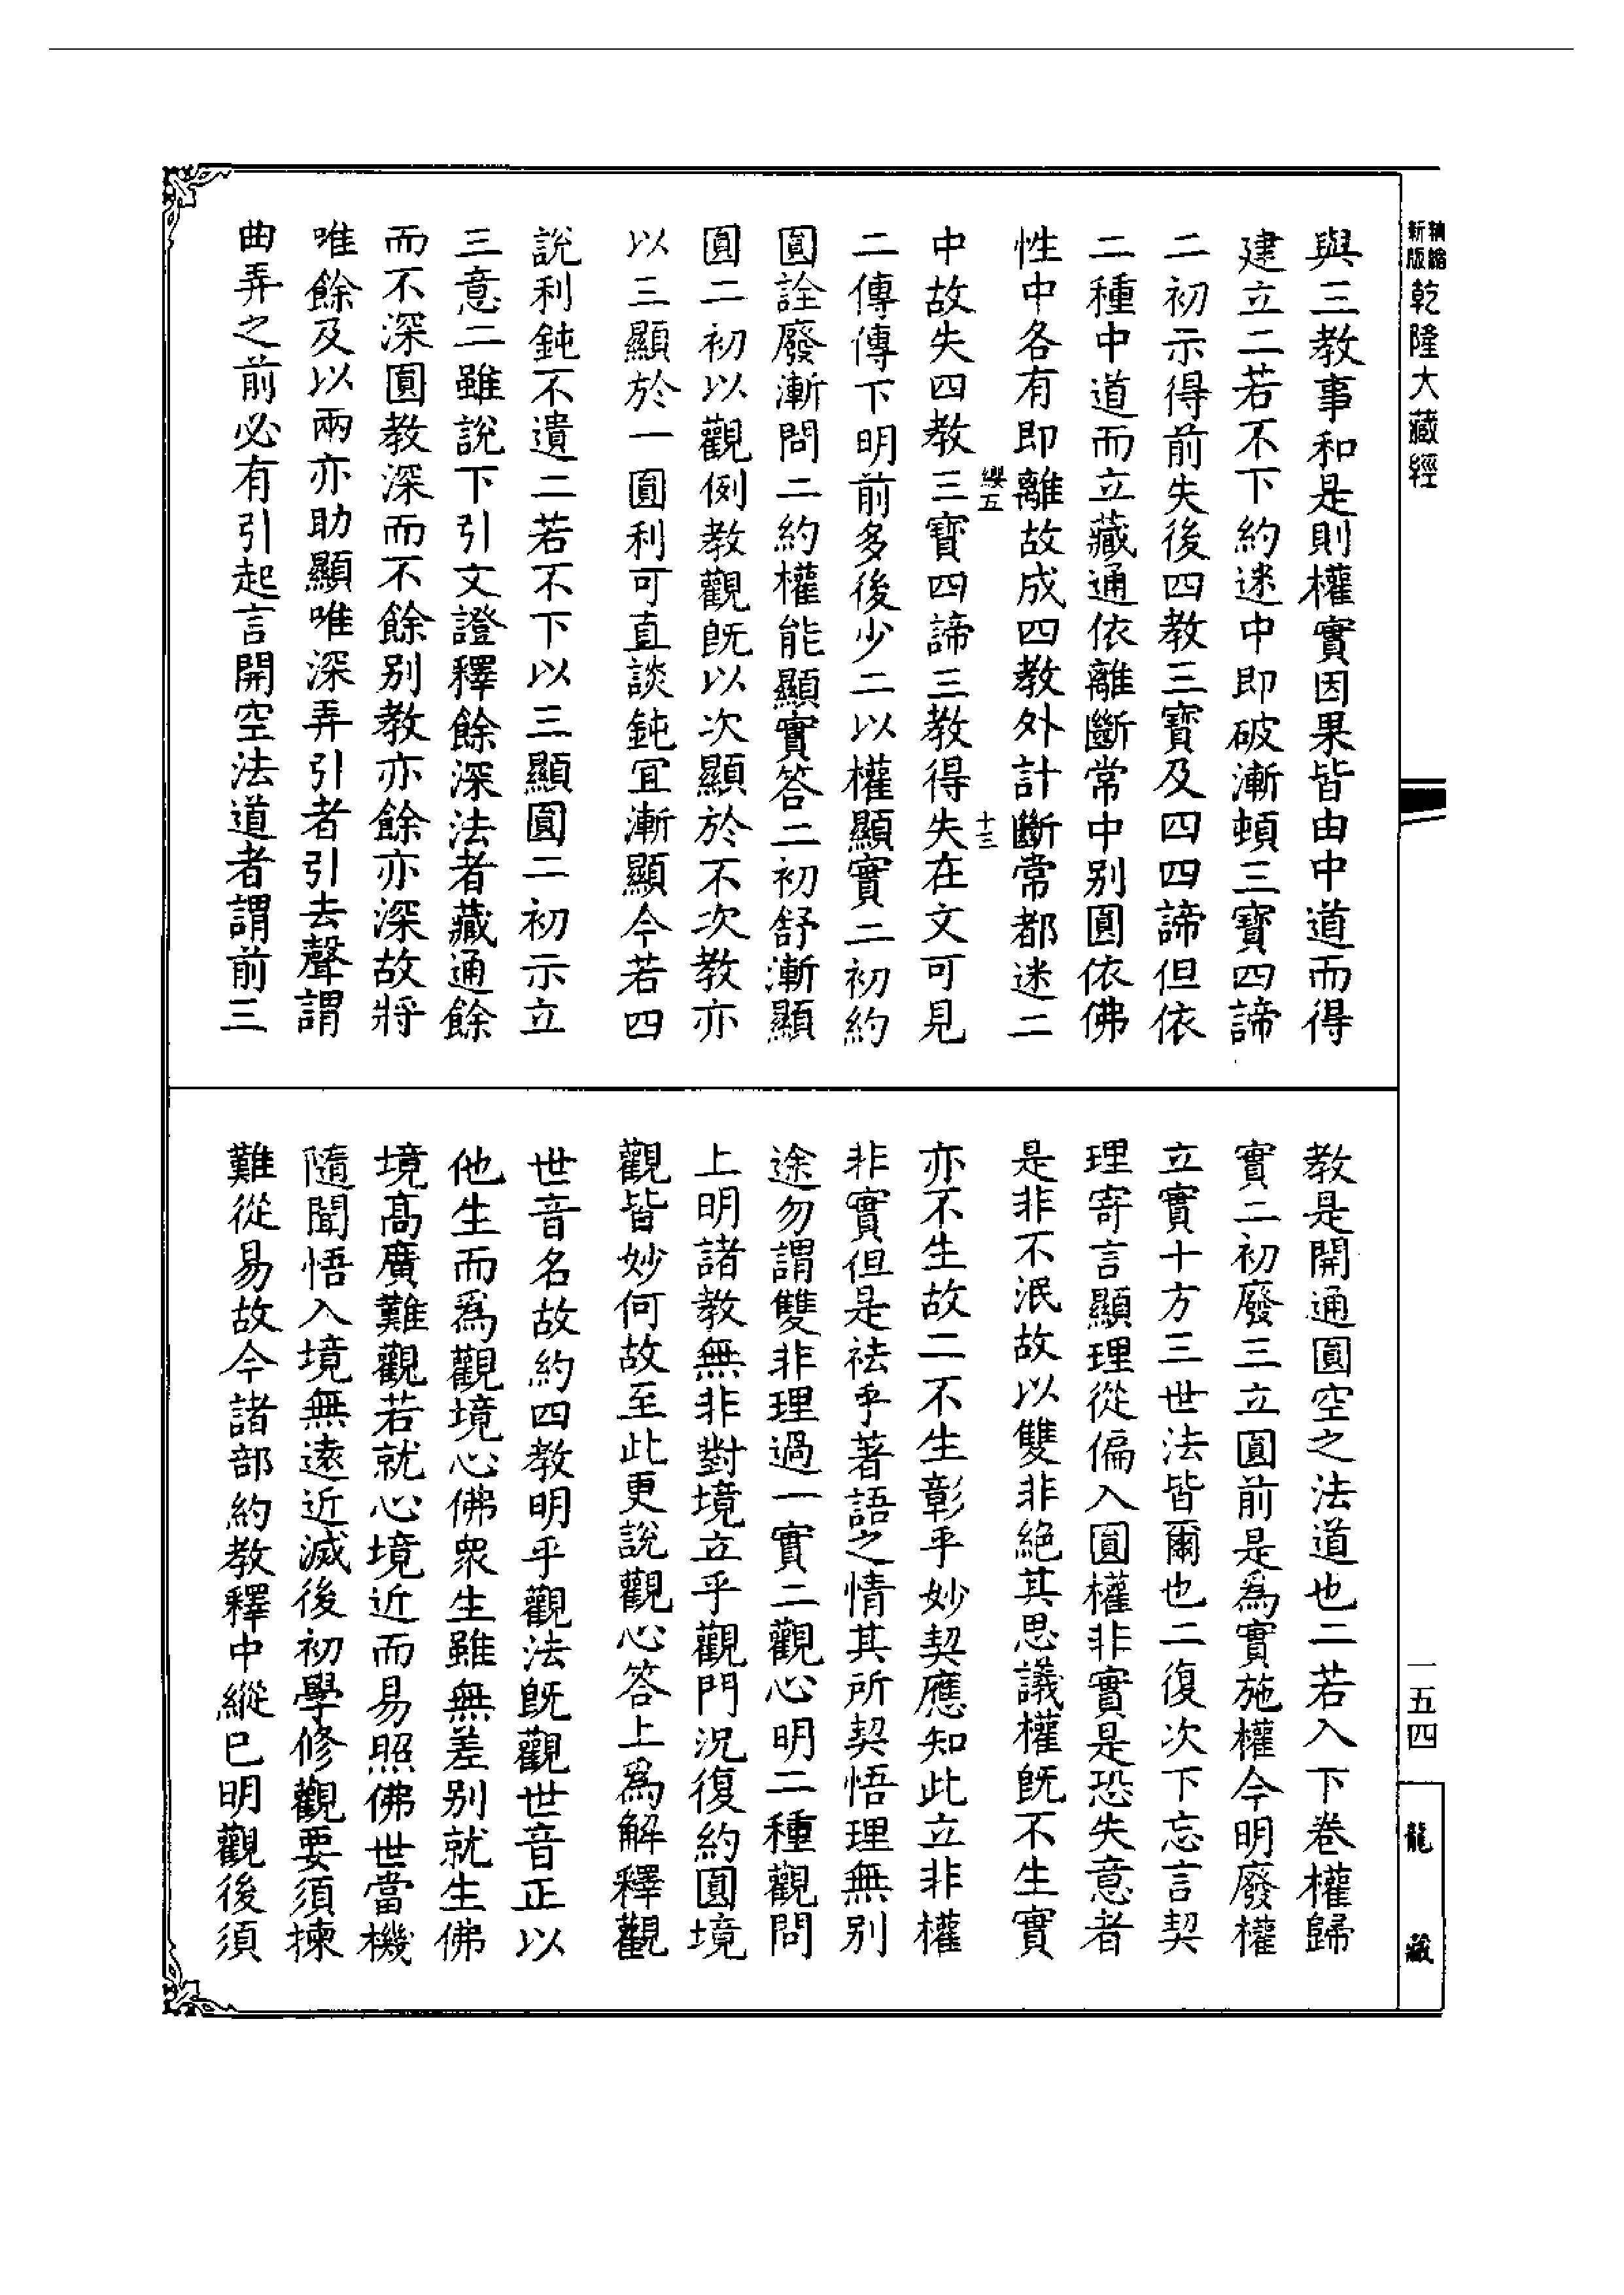 精縮新版乾隆大藏經
與三教事和是則權實因果皆由中道而得
建立二若不下約迷中即破漸頓三寶四諦
二初示得前失後四教三寶及四四諦但依
二種中道而立藏通依離斷常中别圓依佛
性中各有即離故成四教外計斷常都迷二
纓五 十三
中故失四教三寶四諦三教得失在文可見
二傳傳下明前多後少二以權顯實二初約
圓詮廢漸問二約權能顯實答二初舒漸顯
圓二初以觀例教觀旣以次顯於不次教亦
以三顯於一圓利可直談鈍宜漸顯今若四
說利鈍不遺二若不下以三顯圓二初示立
三意二雖說下引文證釋餘深法者藏通餘
而不深圓教深而不餘别教亦餘亦深故將
唯餘及以兩亦助顯唯深弄引者引去聲謂
曲弄之前必有引起言開空法道者謂前三
教是開通圓空之法道也二若入下卷權歸
實二初廢三立圓前是爲實施權今明廢權
立實十方三世法皆爾也二復次下忘言契
理寄言顯理從偏入圓權非實是恐失意者
是非不泯故以雙非絕其思議權旣不生實
亦不生故二不生彰乎妙契應知此立非權
非實但是祛乎著語之情其所契悟理無别
途勿謂雙非理過一實二觀心明二種觀問
上明諸教無非對境立乎觀門況復約圓境
觀皆妙何故至此更說觀心答上爲解釋觀
世音名故約四教明乎觀法旣觀世音正以
他生而爲觀境心佛衆生雖無差别就生佛
境高廣難觀若就心境近而易照佛世當機
隨聞悟入境無遠近滅後初學修觀要須揀
難從易故今諸部約教釋中縱巳明觀後須
一五四
龍藏